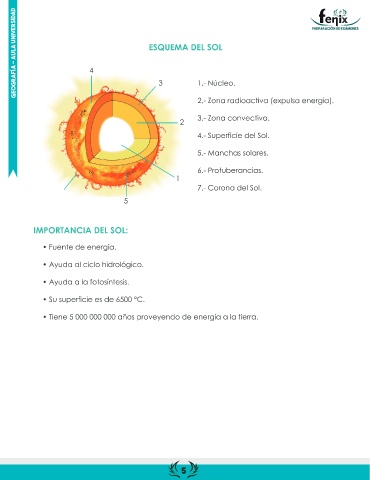 GEOGRAFÍA – AULA UNIVERSIDAD
fenix
PREPARACIÓN DE EXÁMENES
ESQUEMA DEL SOL
4
3
2
1
5
1.- Núcleo.
2.- Zona radioactiva (expulsa energía).
3.- Zona convectiva.
4.- Superficie del Sol.
5.- Manchas solares.
6.- Protuberancias.
7.- Corona del Sol.
IMPORTANCIA DEL SOL:
• Fuente de energía.
• Ayuda al ciclo hidrológico.
• Ayuda a la fotosíntesis.
• Su superficie es de 6500 °C.
• Tiene 5 000 000 000 años proveyendo de energía a la tierra.
5